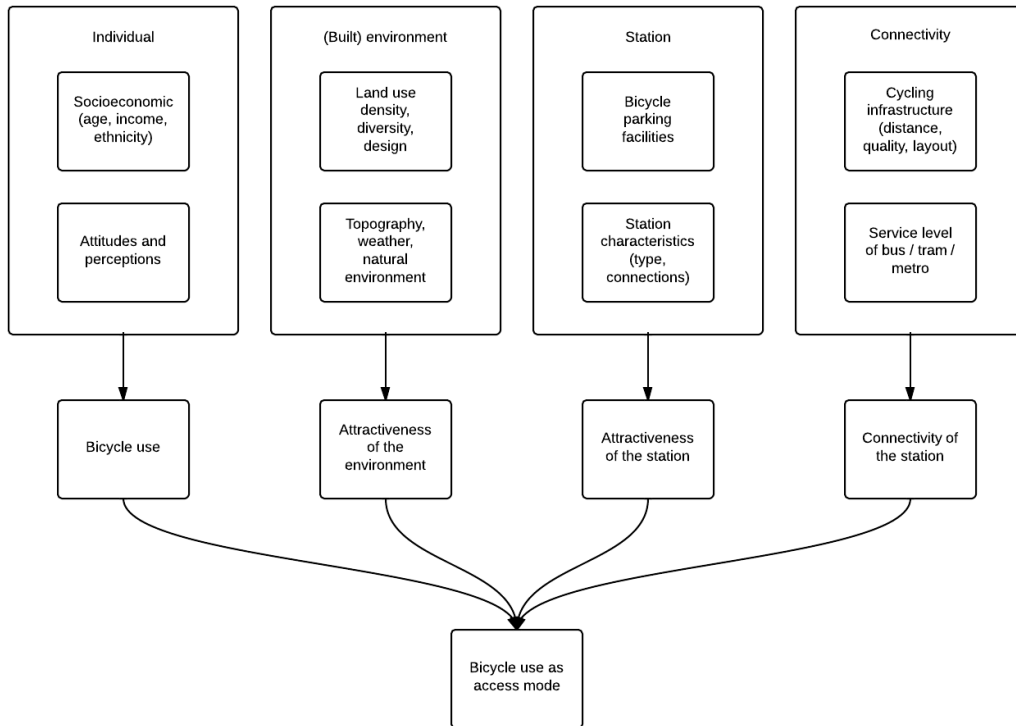 Individual
Socioeconomic
(age, income,
ethnicity)
Attitudes and
perceptions
(Built) environment
Land use
density,
diversity,
design
Topography,
weather,
natural
environment
Station
Bicycle
parking
facilities
Station
characteristics
(type,
connections)
Connectivity
Cycling
infrastructure
(distance,
quality, layout)
Service level
of bus / tram /
metro
Bicycle use
Attractiveness
of the
environment
Attractiveness
of the station
Connectivity of
the station
Bicycle use as
access mode